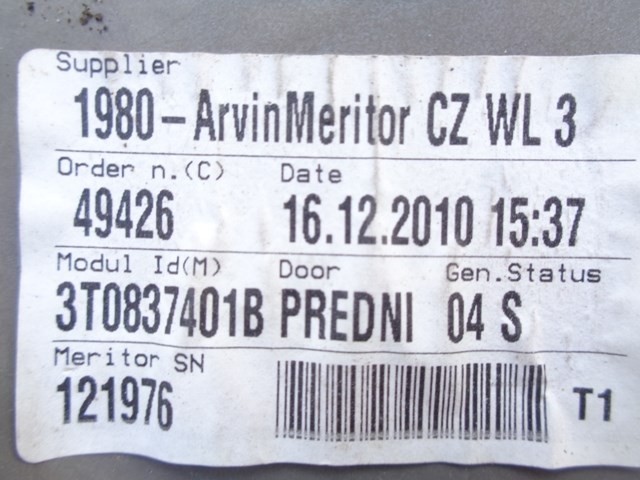 Supplier
1980-ArvinMeritor CZ WL 3
Order n.(C) Date
49426 16.12.2010 15:37
Modul Id(M) Door Gen.Status
3T0837401B PREDNI 04 S
Meritor SN
121976 T1